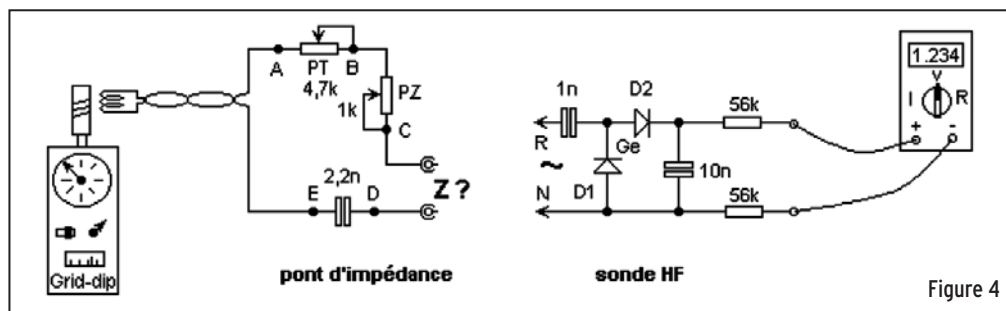 A
PT
B
4,7k
1k
PZ
C
2,2n
E
D
Z ?
Grid-dip
pont d'impédance
1n
D2
R
~
Ge
N
D1
10n
56k
56k
sonde HF
1.234
V
I
R
+
-
Figure 4